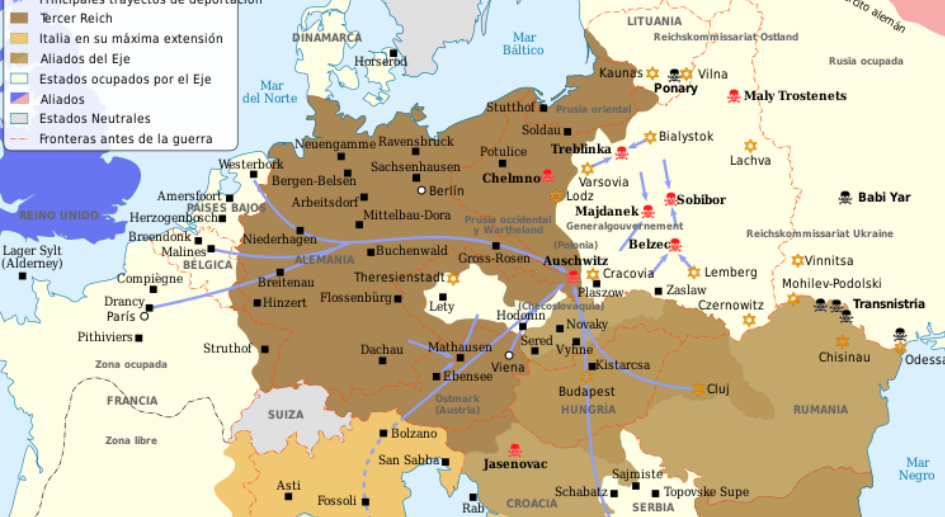 Principales trayectos de deportación
Tercer Reich
Italia en su máxima extensión
Aliados del Eje
Estados ocupados por el Eje
Aliados
Estados Neutrales
Fronteras antes de la guerra
DINAMARCA
Horserod
Mar
Báltico
Mar
del Norte
LITUANIA
Reichskommissariat Ostland
Rusia ocupada
Kaunas
Vilna
Ponary
Maly Trostenets
Stutthof
Prusia oriental
Soldau
Bialystok
Treblinka
Lachva
Neuengamme
Ravensbruck
Potulice
Sachsenhausen
Chelmno
Varsovia
Westerbork
Bergen-Belsen
Berlín
Lodz
Sobibor
Babi Yar
Amersfoort
Arbeitsdorf
PAISES BAJOS
Majdanek
Herzogenbosch
Mittelbau-Dora
Prusia occidental
y Wartheland
Generalgouvernement
REINO UNIDO
Breendonk
Niederhagen
(Polonia)
Belzec
Reichskommissariat Ukraine
Lager Sylt
(Alderney)
Malines
BÉLGICA
ALEMANIA
Buchenwald
Gross-Rosen
Auschwitz
Vinnitsa
Compiègne
Breitenau
Theresienstadt
Cracovia
Lemberg
Mohilev-Podolski
Drancy
París
Hinzert
Flossenbürg
Lety
Plaszow
Zaslaw
Czernowitz
Transnistria
(Checoslovaquia)
Hodonin
Novaky
Pithiviers
Struthof
Dachau
Mathausen
Sered
Vyhne
Chisinau
Odessa
Zona ocupada
Viena
Kistarcsa
Ebensee
Budapest
Cluj
FRANCIA
Ostmark
(Austria)
HUNGRÍA
RUMANIA
SUIZA
Zona libre
Bolzano
San Sabba
Jasenovac
Mar
Negro
Asti
Fossoli
Rab
CROACIA
Sajmiste
Schabatz
Topovske Supe
SERBIA